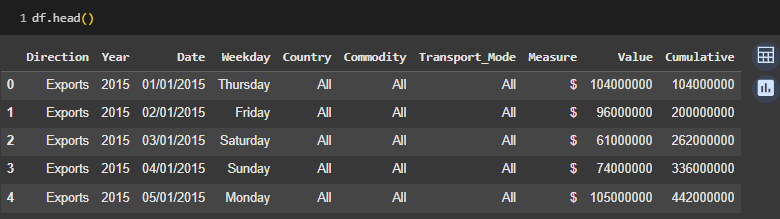 1 df.head()
Direction Year Date Weekday Country Commodity Transport_Mode Measure Value Cumulative
0 Exports 2015 01/01/2015 Thursday All All All $ 104000000 104000000
1 Exports 2015 02/01/2015 Friday All All All $ 96000000 200000000
2 Exports 2015 03/01/2015 Saturday All All All $ 61000000 262000000
3 Exports 2015 04/01/2015 Sunday All All All $ 74000000 336000000
4 Exports 2015 05/01/2015 Monday All All All $ 105000000 442000000